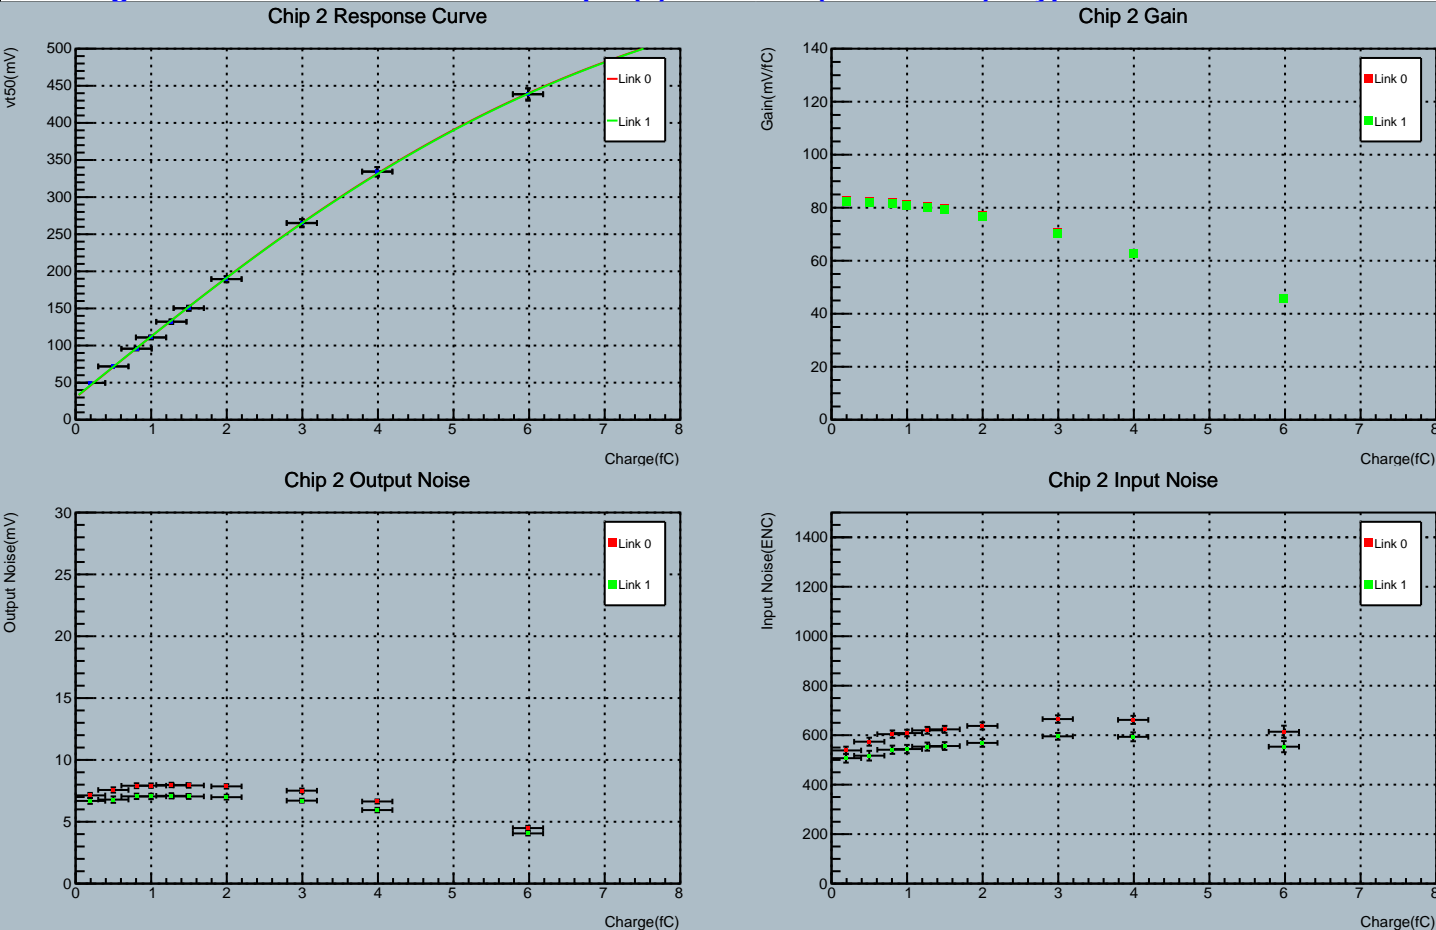 Chip 2 Response Curve
vt50(mV)
500
450
400
350
300
250
200
150
100
50
0
0 1 2 3 4 5 6 7 8
Charge(fC)
Link 0
Link 1
Chip 2 Gain
Gain(mV/fC)
140
120
100
80
60
40
20
0
0 1 2 3 4 5 6 7 8
Charge(fC)
Link 0
Link 1
Chip 2 Output Noise
Output Noise(mV)
30
25
20
15
10
5
0
0 1 2 3 4 5 6 7 8
Charge(fC)
Link 0
Link 1
Chip 2 Input Noise
Input Noise(ENC)
1400
1200
1000
800
600
400
200
0
0 1 2 3 4 5 6 7 8
Charge(fC)
Link 0
Link 1